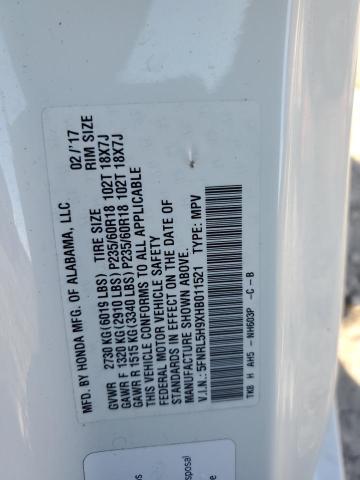 MFD. BY HONDA MFG. OF ALABAMA, LLC 02/'17
GVWR 2730 KG(6019 LBS) TIRE SIZE RIM SIZE
GAWR F 1320 KG(2910 LBS)P235/60R18 102T 18X7J
GAWR R 1515 KG(3340 LBS)P235/60R18 102T 18X7J
THIS VEHICLE CONFORMS TO ALL APPLICABLE
FEDERAL MOTOR VEHICLE SAFETY
STANDARDS IN EFFECT ON THE DATE OF
MANUFACTURE SHOWN ABOVE.
V.I.N.: 5FNRL5H9XHB011521 TYPE: MPV
TK8 H AH5 - NH603P -C -B
sposal